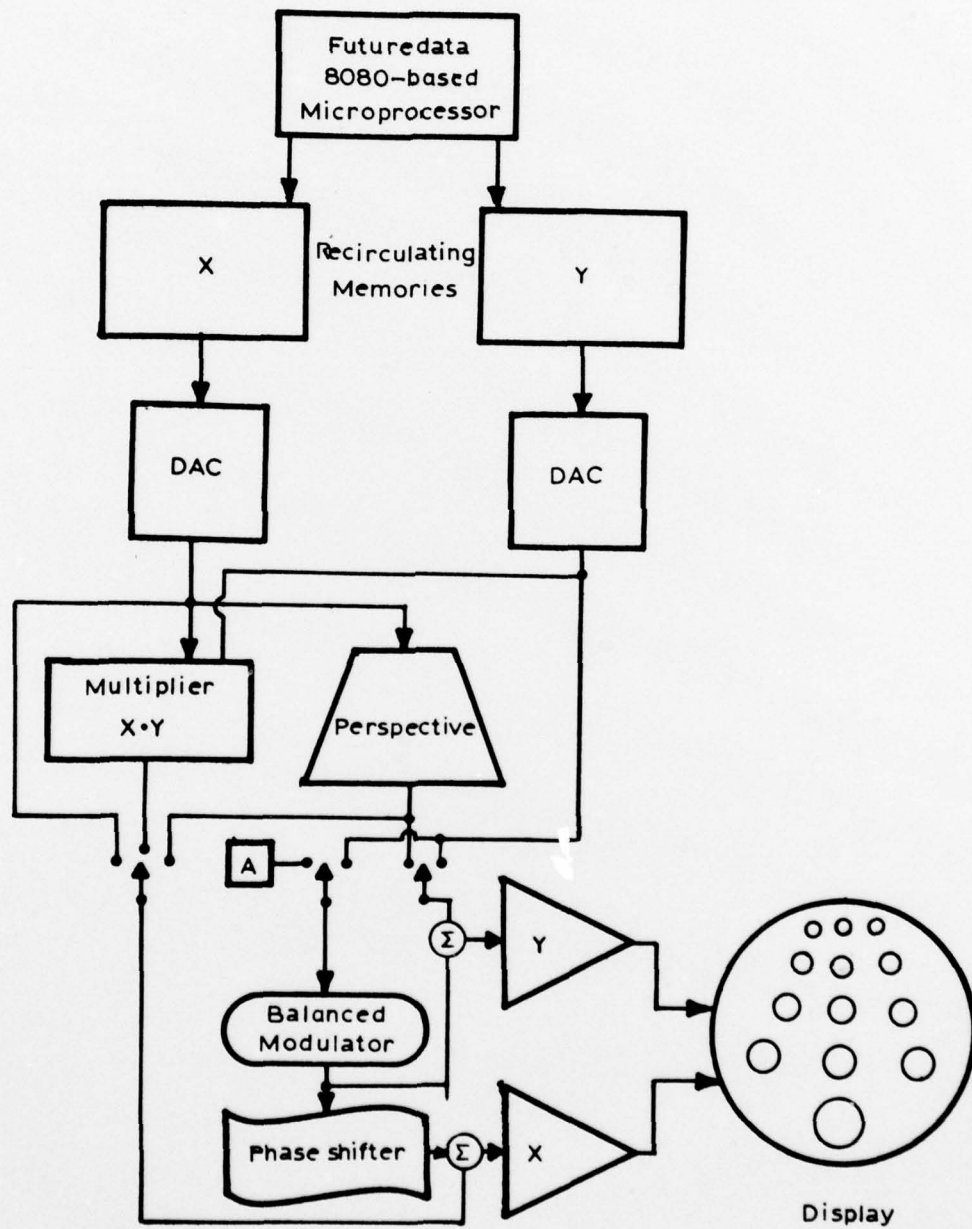 Futuredata
8080-based
Microprocessor
X
Recirculating
Memories
Y
DAC
DAC
Multiplier
X•Y
Perspective
A
Σ
Y
Balanced
Modulator
Phase shifter
Σ
X
Display